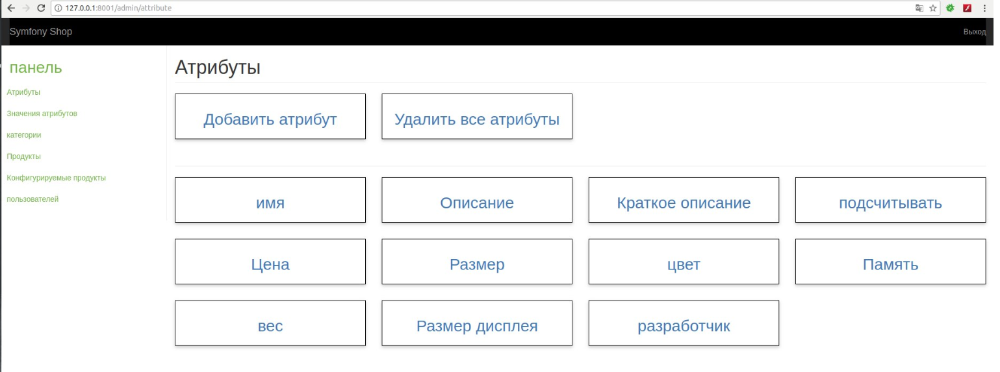 127.0.0.1:8001/admin/attribute
Symfony Shop
Выход
панель
Атрибуты
Значения атрибутов
категории
Продукты
Конфигурируемые продукты
пользователей
Атрибуты
Добавить атрибут
Удалить все атрибуты
имя
Описание
Краткое описание
подсчитывать
Цена
Размер
цвет
Память
вес
Размер дисплея
разработчик